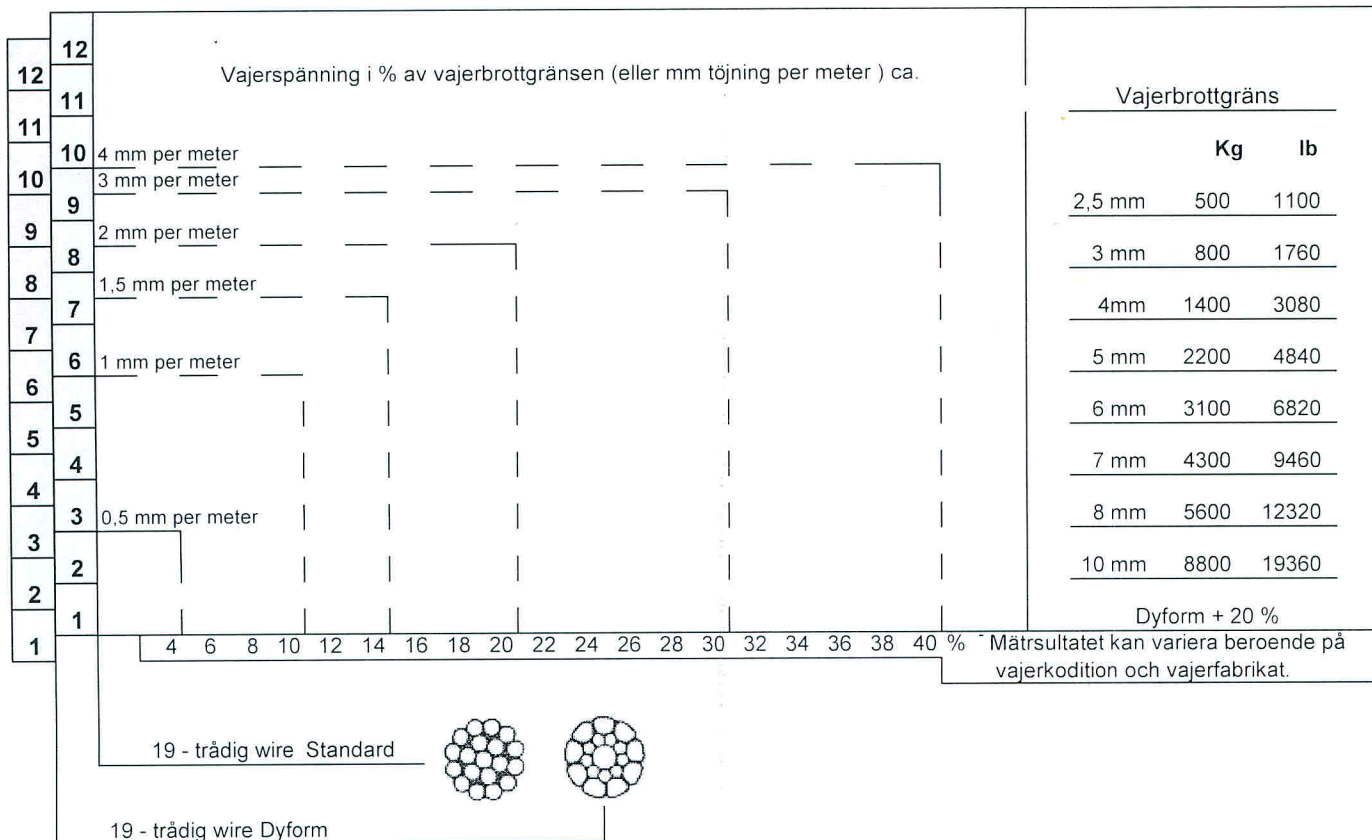 Vajerspänning i % av vajerbrottgränsen (eller mm töjning per meter ) ca.
12
11
10
9
8
7
6
5
4
3
2
1
12
11
10
9
8
7
6
5
4
3
2
1
4 mm per meter
3 mm per meter
2 mm per meter
1,5 mm per meter
1 mm per meter
0,5 mm per meter
4 6 8 10 12 14 16 18 20 22 24 26 28 30 32 34 36 38 40 %
Vajerbrottgräns
Kg lb
2,5 mm 500 1100
3 mm 800 1760
4mm 1400 3080
5 mm 2200 4840
6 mm 3100 6820
7 mm 4300 9460
8 mm 5600 12320
10 mm 8800 19360
Dyform + 20 %
Mätrsultatet kan variera beroende på
vajerkodition och vajerfabrikat.
19 - trådig wire Standard
19 - trådig wire Dyform